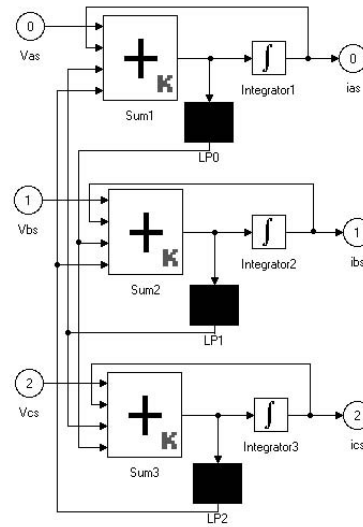 0
Vas
K
Sum1
∫
Integrator1
0
ias
LP0
1
Vbs
K
Sum2
∫
Integrator2
1
ibs
LP1
2
Vcs
K
Sum3
∫
Integrator3
2
ics
LP2